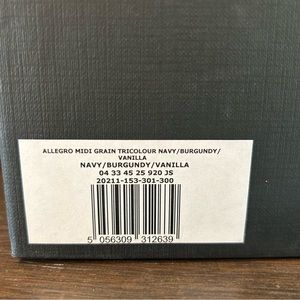 ALLEGRO MIDI GRAIN TRICOLOUR NAVY/BURGUNDY/
VANILLA
NAVY/BURGUNDY/VANILLA
04 33 45 25 920 JS
20211-153-301-300
5 056309 312639